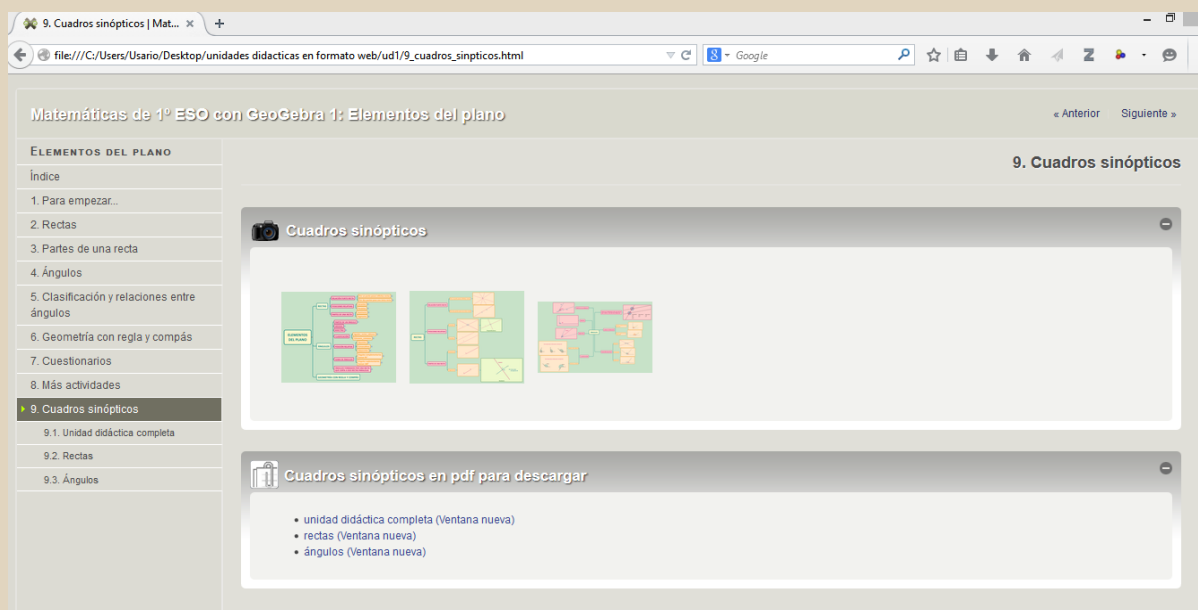 9. Cuadros sinópticos | Mat...
file:///C:/Users/Usario/Desktop/unidades didacticas en formato web/ud1/9_cuadros_sinpticos.html
Google
Matemáticas de 1º ESO con GeoGebra 1: Elementos del plano
« Anterior Siguiente »
ELEMENTOS DEL PLANO
Índice
1. Para empezar...
2. Rectas
3. Partes de una recta
4. Ángulos
5. Clasificación y relaciones entre
ángulos
6. Geometría con regla y compás
7. Cuestionarios
8. Más actividades
9. Cuadros sinópticos
9.1. Unidad didáctica completa
9.2. Rectas
9.3. Ángulos
9. Cuadros sinópticos
Cuadros sinópticos
ELEMENTOS
DEL PLANO
Cuadros sinópticos en pdf para descargar
unidad didáctica completa (Ventana nueva)
rectas (Ventana nueva)
ángulos (Ventana nueva)